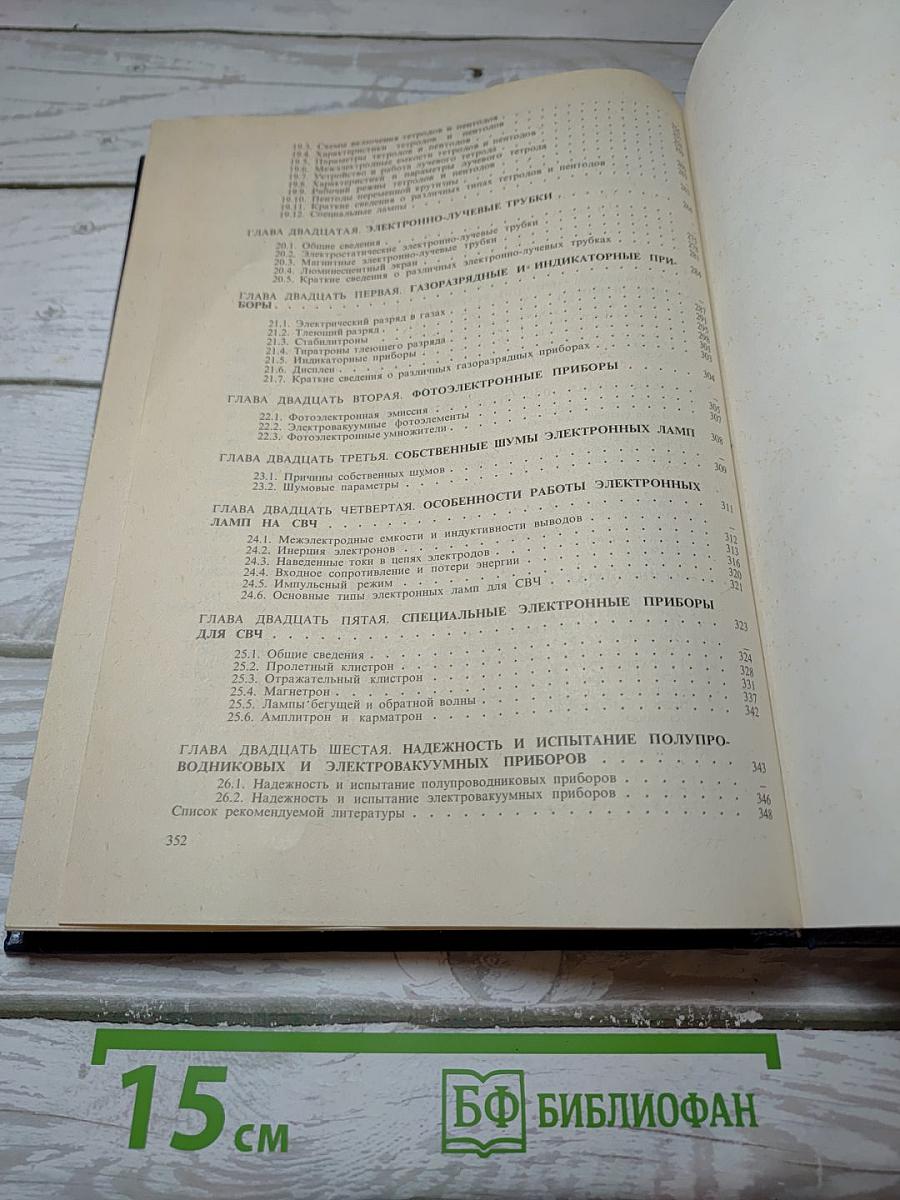 19.3. Схемы включения тетродов и пентодов
19.4. Характеристики тетродов и пентодов
19.5. Параметры тетродов и пентодов
19.6. Межэлектродные емкости тетродов и пентодов
19.7. Устройство и работа лучевого тетрода
19.8. Характеристики и параметры лучевого тетрода
19.9. Рабочий режим тетродов и пентодов
19.10. Пентоды переменной крутизны
19.11. Краткие сведения о различных типах тетродов и пентодов
19.12. Специальные лампы
ГЛАВА ДВАДЦАТАЯ. ЭЛЕКТРОННО-ЛУЧЕВЫЕ ТРУБКИ
20.1. Общие сведения
20.2. Электростатические электронно-лучевые трубки
20.3. Магнитные электронно-лучевые трубки
20.4. Люминесцентный экран
20.5. Краткие сведения о различных электронно-лучевых трубках
ГЛАВА ДВАДЦАТЬ ПЕРВАЯ. ГАЗОРАЗРЯДНЫЕ И ИНДИКАТОРНЫЕ ПРИ-
БОРЫ
21.1. Электрический разряд в газах
21.2. Тлеющий разряд
21.3. Стабилитроны
21.4. Тиратроны тлеющего разряда
21.5. Индикаторные приборы
21.6. Дисплеи
21.7. Краткие сведения о различных газоразрядных приборах 303
ГЛАВА ДВАДЦАТЬ ВТОРАЯ. ФОТОЭЛЕКТРОННЫЕ ПРИБОРЫ 304
22.1. Фотоэлектронная эмиссия –
22.2. Электровакуумные фотоэлементы 305
22.3. Фотоэлектронные умножители 307
ГЛАВА ДВАДЦАТЬ ТРЕТЬЯ. СОБСТВЕННЫЕ ШУМЫ ЭЛЕКТРОННЫХ ЛАМП 308
23.1. Причины собственных шумов –
23.2. Шумовые параметры 309
ГЛАВА ДВАДЦАТЬ ЧЕТВЕРТАЯ. ОСОБЕННОСТИ РАБОТЫ ЭЛЕКТРОННЫХ
ЛАМП НА СВЧ 311
24.1. Межэлектродные емкости и индуктивности выводов –
24.2. Инерция электронов 312
24.3. Наведенные токи в цепях электродов 313
24.4. Входное сопротивление и потери энергии 316
24.5. Импульсный режим 320
24.6. Основные типы электронных ламп для СВЧ 321
ГЛАВА ДВАДЦАТЬ ПЯТАЯ. СПЕЦИАЛЬНЫЕ ЭЛЕКТРОННЫЕ ПРИБОРЫ
ДЛЯ СВЧ 323
25.1. Общие сведения –
25.2. Пролетный клистрон 324
25.3. Отражательный клистрон 328
25.4. Магнетрон 331
25.5. Лампы бегущей и обратной волны 337
25.6. Амплитрон и карматрон 342
ГЛАВА ДВАДЦАТЬ ШЕСТАЯ. НАДЕЖНОСТЬ И ИСПЫТАНИЕ ПОЛУПРО-
ВОДНИКОВЫХ И ЭЛЕКТРОВАКУУМНЫХ ПРИБОРОВ 343
26.1. Надежность и испытание полупроводниковых приборов –
26.2. Надежность и испытание электровакуумных приборов 346
Список рекомендуемой литературы 348
352
15 см
БФ БИБЛИОФАН